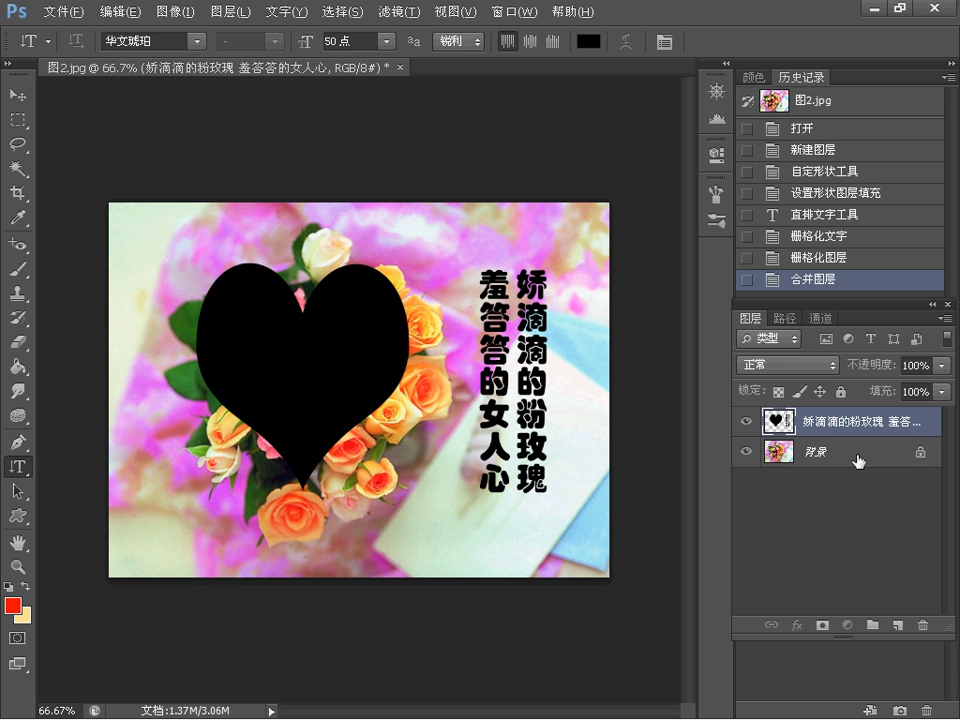 Ps 文件(F) 编辑(E) 图像(I) 图层(L) 文字(Y) 选择(S) 滤镜(T) 视图(V) 窗口(W) 帮助(H)
T 华文琥珀 - T 50 点 aa 锐利
图2.jpg @ 66.7% (娇滴滴的粉玫瑰 羞答答的女人心, RGB/8#) * ×
娇滴滴的粉玫瑰
羞答答的女人心
颜色 历史记录
图2.jpg
打开
新建图层
自定形状工具
设置形状图层填充
T 直排文字工具
栅格化文字
栅格化图层
合并图层
图层 路径 通道
类型 T
正常 不透明度: 100%
锁定: 填充: 100%
娇滴滴的粉玫瑰 羞答...
背景
fx
66.67% 文档:1.37M/3.06M